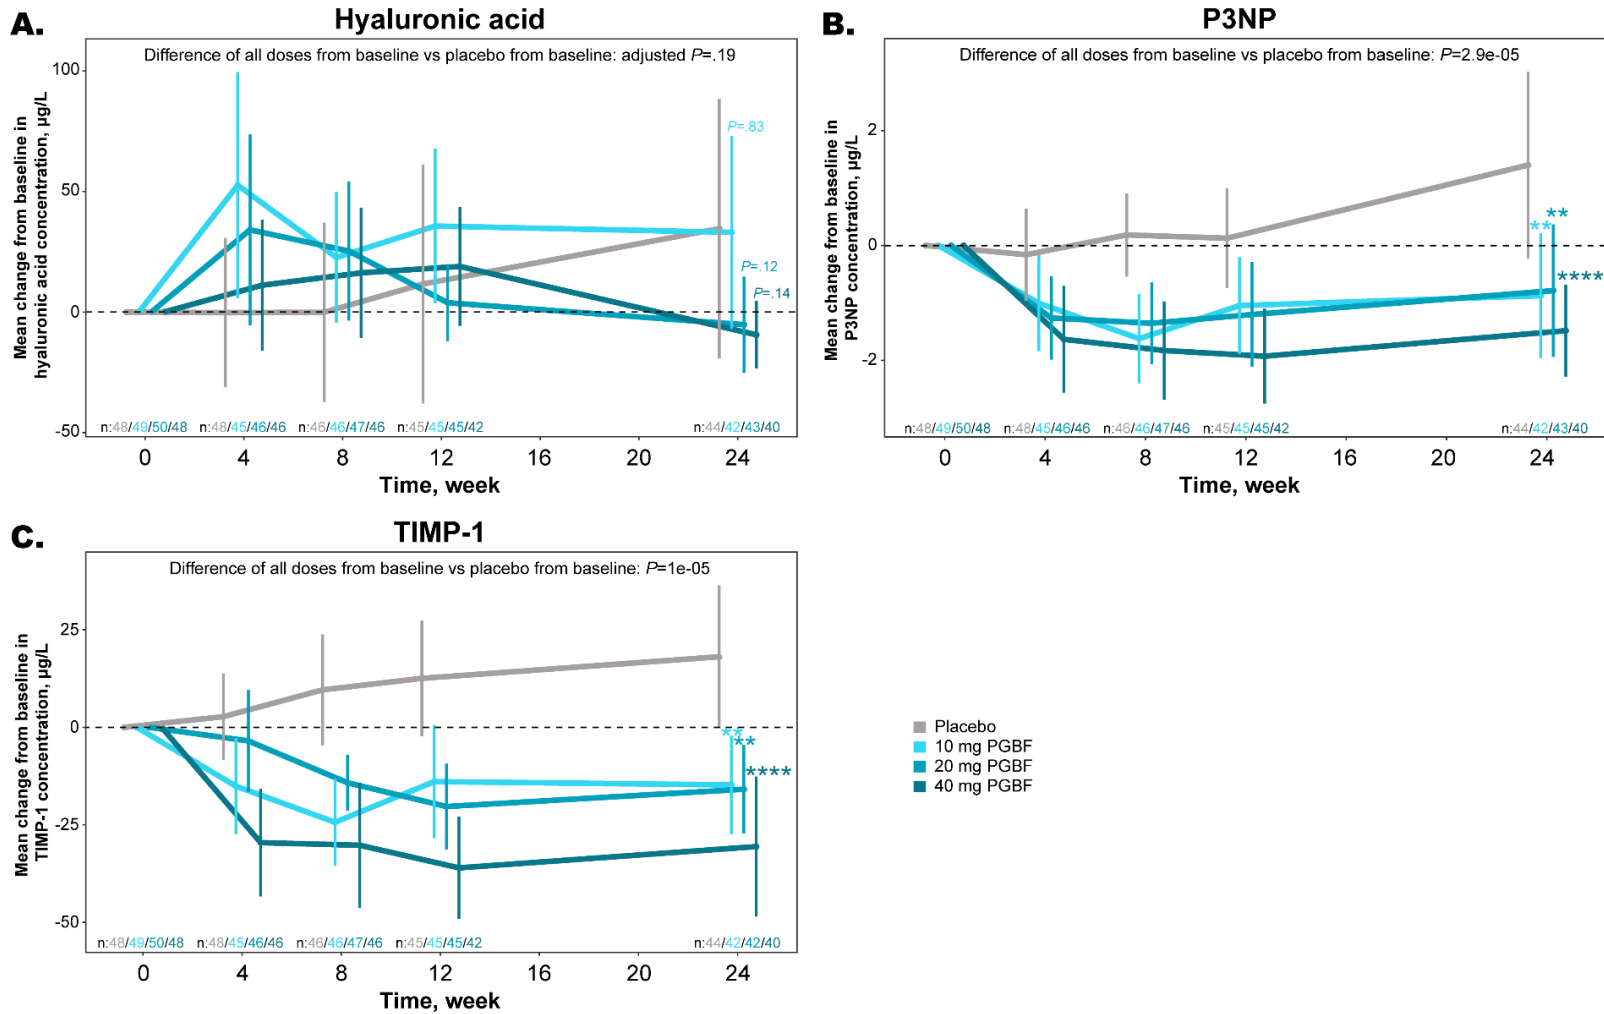 A.
Hyaluronic acid
Difference of all doses from baseline vs placebo from baseline: adjusted P=.19
Mean change from baseline in
hyaluronic acid concentration, µg/L
100
50
0
-50
P=.83
P=.12
P=.14
n:48/49/50/48
n:48/45/46/46
n:46/46/47/46
n:45/45/45/42
n:44/42/43/40
0
4
8
12
16
20
24
Time, week
B.
P3NP
Difference of all doses from baseline vs placebo from baseline: P=2.9e-05
Mean change from baseline in
P3NP concentration, µg/L
2
0
-2
**
**
****
n:48/49/50/48
n:48/45/46/46
n:46/46/47/46
n:45/45/45/42
n:44/42/43/40
0
4
8
12
16
20
24
Time, week
C.
TIMP-1
Difference of all doses from baseline vs placebo from baseline: P=1e-05
Mean change from baseline in
TIMP-1 concentration, µg/L
25
0
-25
-50
**
**
****
n:48/49/50/48
n:48/45/46/46
n:46/46/47/46
n:45/45/45/42
n:44/42/42/40
0
4
8
12
16
20
24
Time, week
Placebo
10 mg PGBF
20 mg PGBF
40 mg PGBF